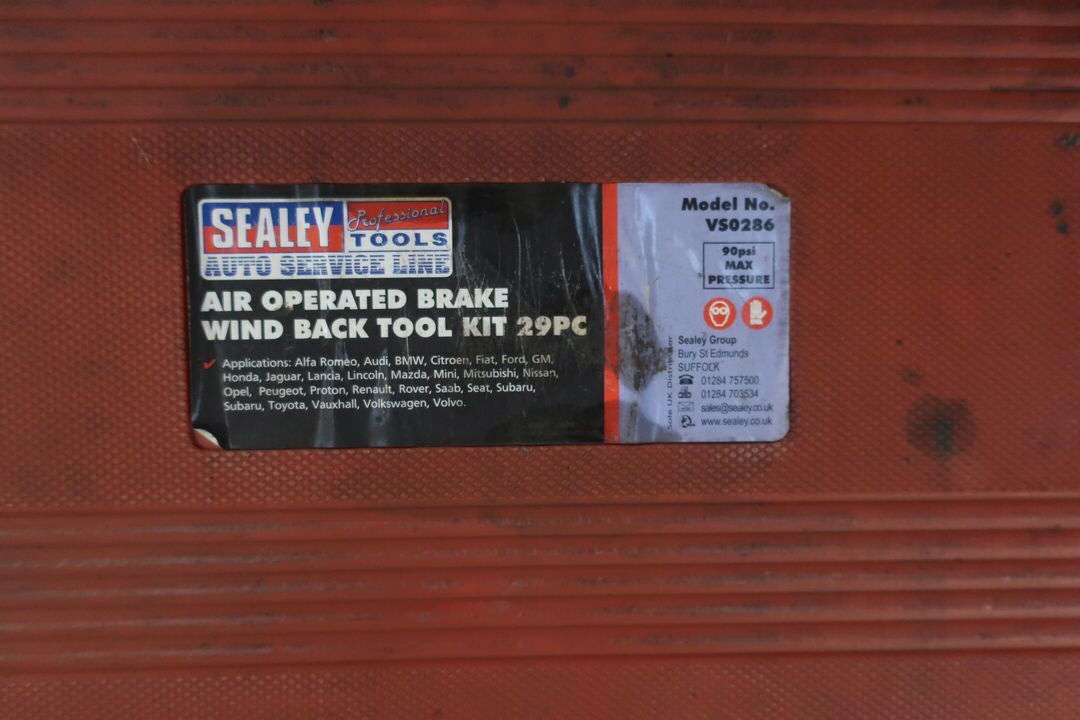 SEALEY Professional TOOLS
AUTO SERVICE LINE
AIR OPERATED BRAKE
WIND BACK TOOL KIT 29PC
Applications: Alfa Romeo, Audi, BMW, Citroen, Fiat, Ford, GM,
Honda, Jaguar, Lancia, Lincoln, Mazda, Mini, Mitsubishi, Nissan,
Opel, Peugeot, Proton, Renault, Rover, Saab, Seat, Subaru,
Subaru, Toyota, Vauxhall, Volkswagen, Volvo.
Model No.
VS0286
90psi
MAX
PRESSURE
Sole UK Distributor
Sealey Group
Bury St Edmunds
SUFFOLK
01284 757500
01284 703534
sales@sealey.co.uk
www.sealey.co.uk